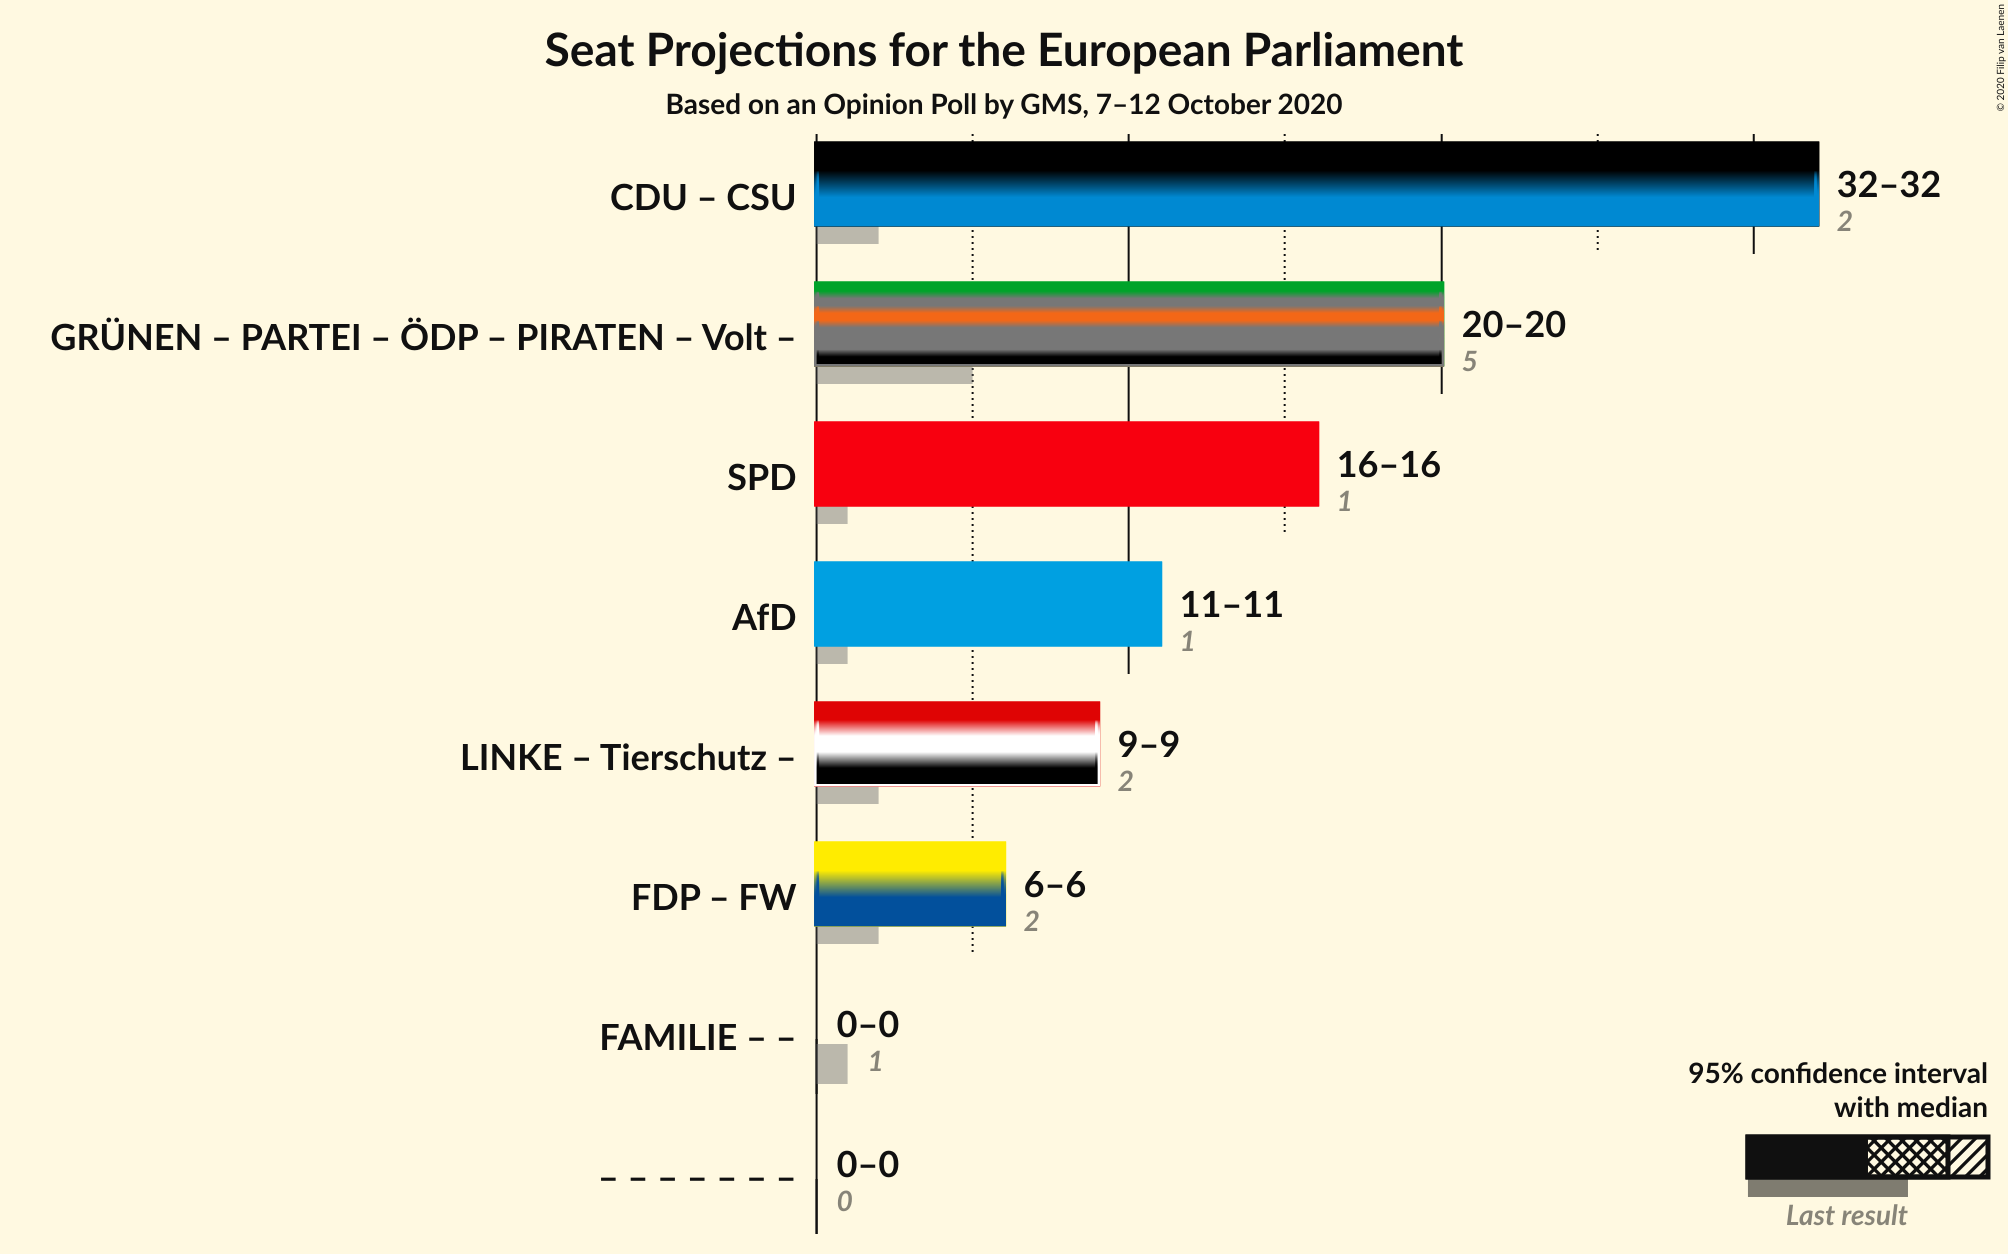 Seat Projections for the European Parliament
Based on an Opinion Poll by GMS, 7–12 October 2020
© 2020 Filip van Laenen
CDU – CSU
32–32
2
GRÜNEN – PARTEI – ÖDP – PIRATEN – Volt –
20–20
5
SPD
16–16
1
AfD
11–11
1
LINKE – Tierschutz –
9–9
2
FDP – FW
6–6
2
FAMILIE – –
0–0
1
– – – – – – –
0–0
0
95% confidence interval
with median
Last result